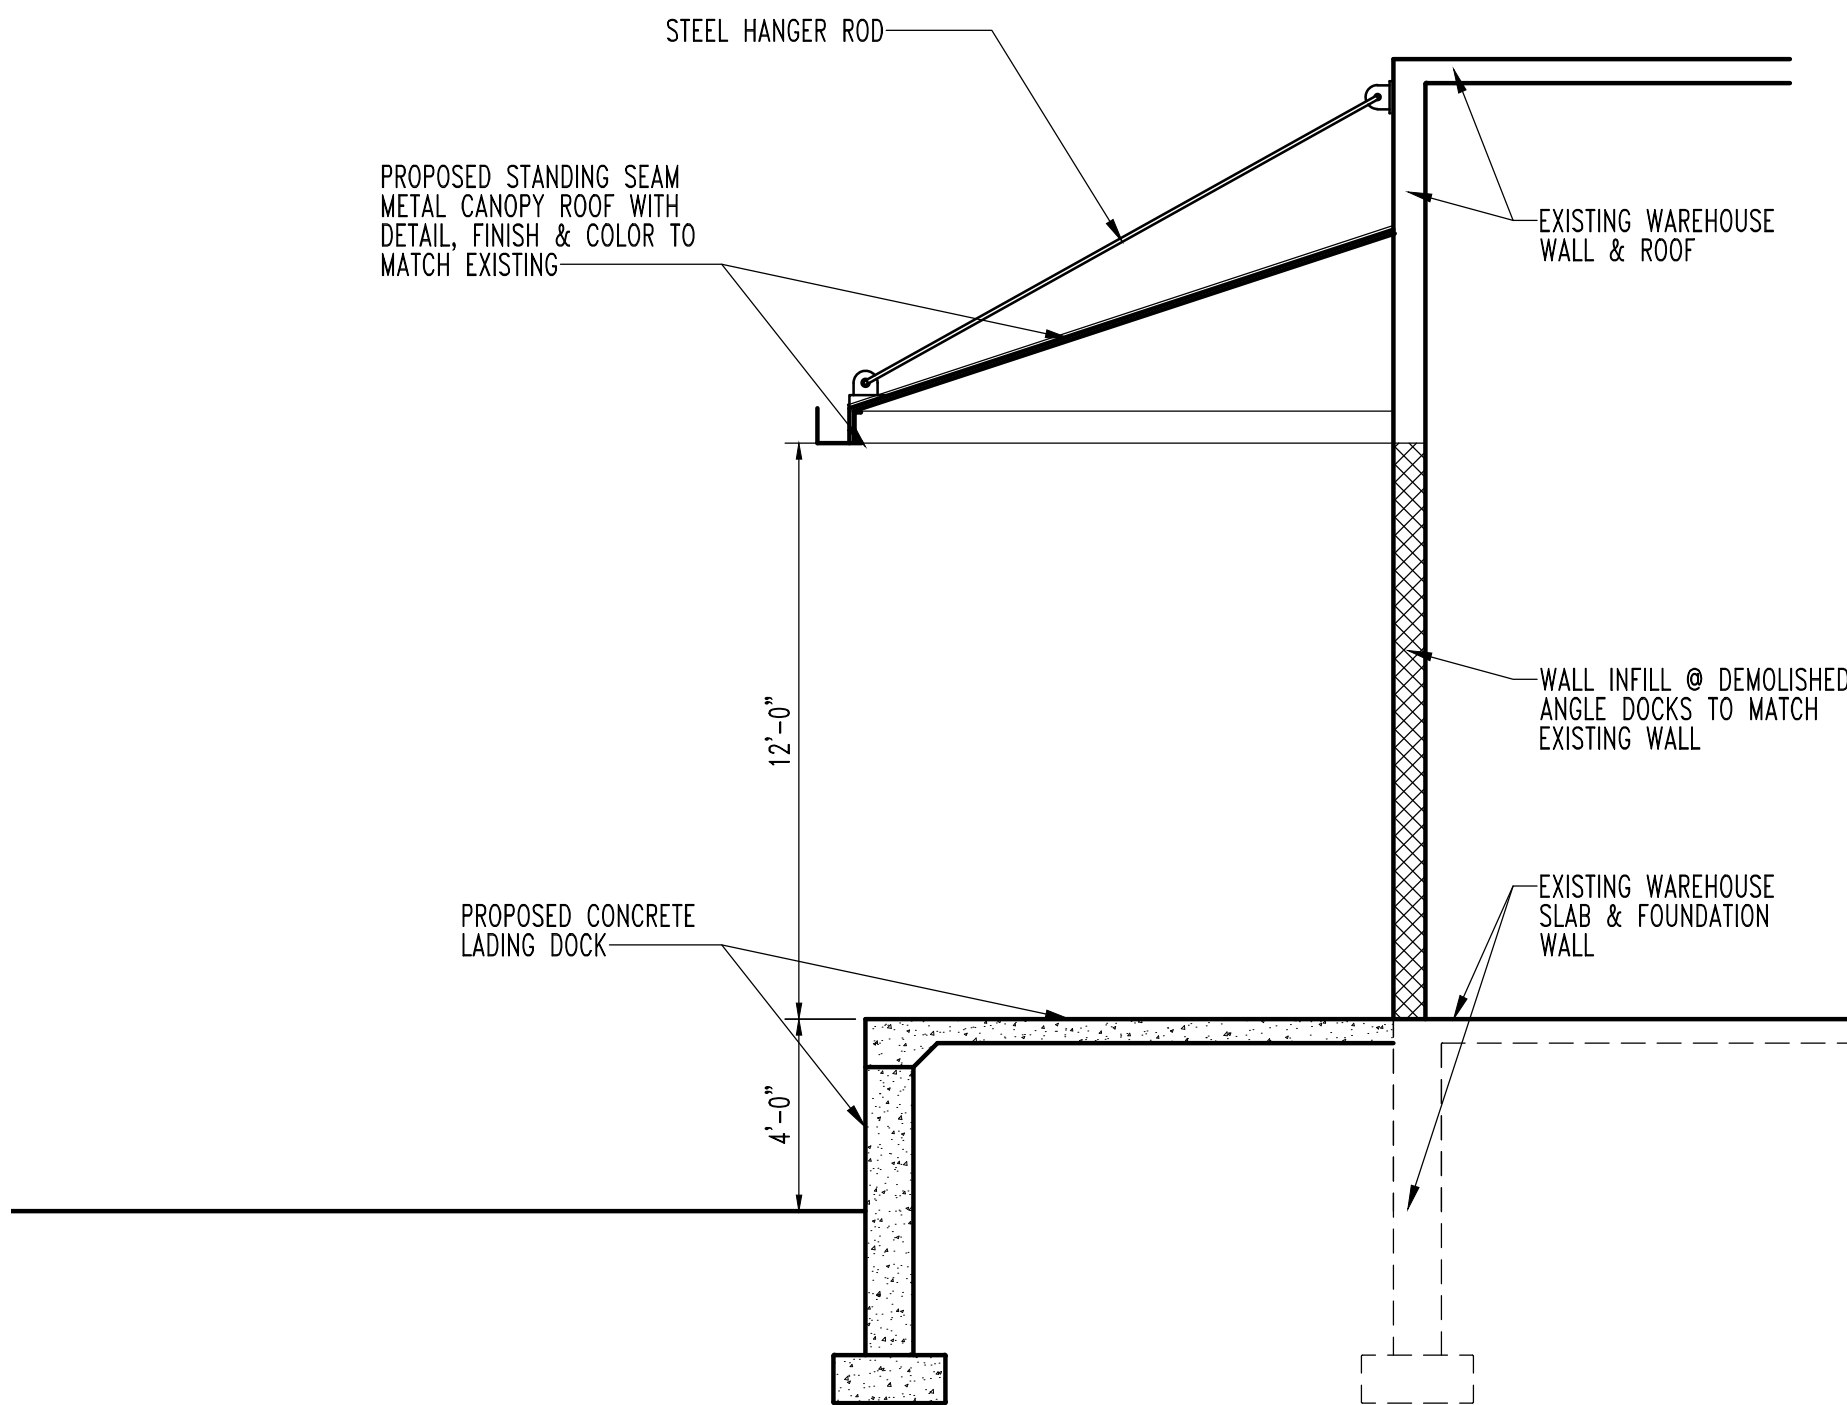 STEEL HANGER ROD
PROPOSED STANDING SEAM
METAL CANOPY ROOF WITH
DETAIL, FINISH & COLOR TO
MATCH EXISTING
EXISTING WAREHOUSE
WALL & ROOF
WALL INFILL @ DEMOLISHED
ANGLE DOCKS TO MATCH
EXISTING WALL
12'-0"
EXISTING WAREHOUSE
SLAB & FOUNDATION
WALL
PROPOSED CONCRETE
LADING DOCK
4'-0"